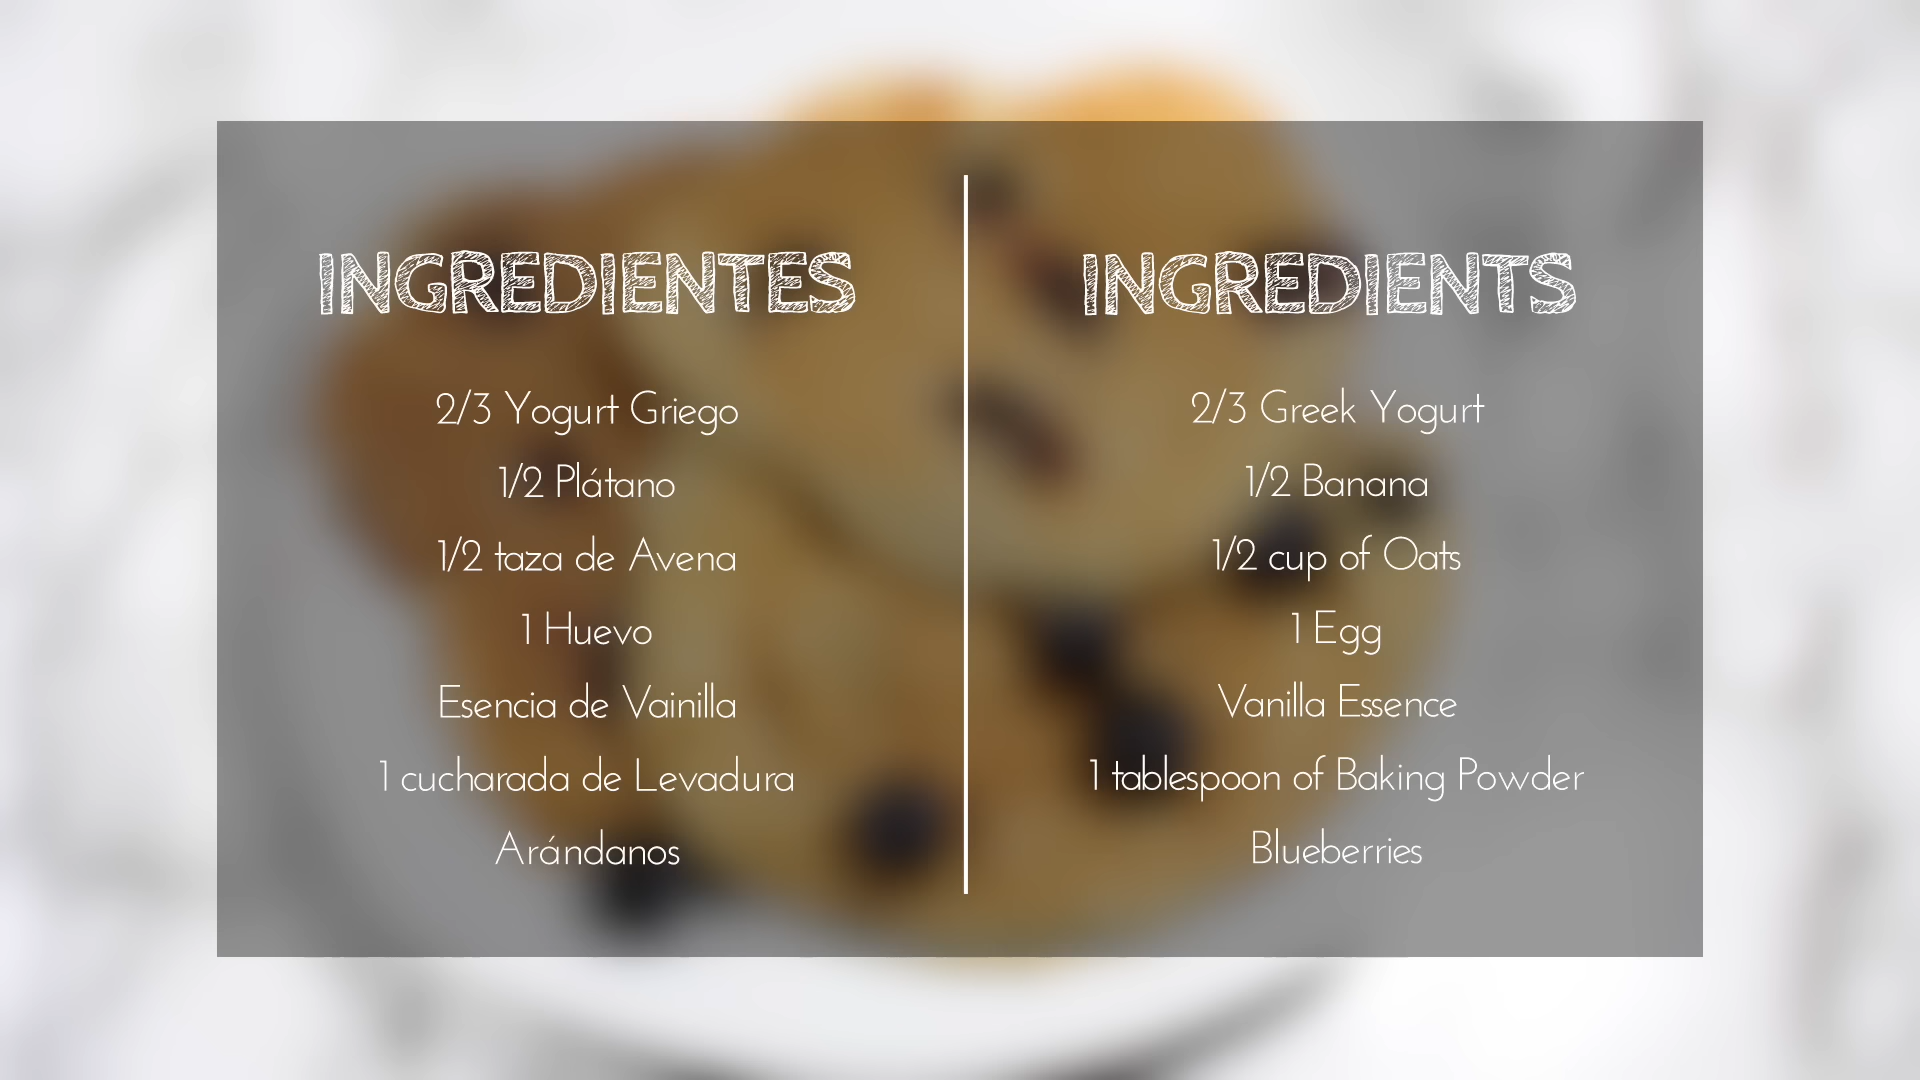 INGREDIENTES
2/3 Yogurt Griego
1/2 Plátano
1/2 taza de Avena
1 Huevo
Esencia de Vainilla
1 cucharada de Levadura
Arándanos
INGREDIENTS
2/3 Greek Yogurt
1/2 Banana
1/2 cup of Oats
1 Egg
Vanilla Essence
1 tablespoon of Baking Powder
Blueberries